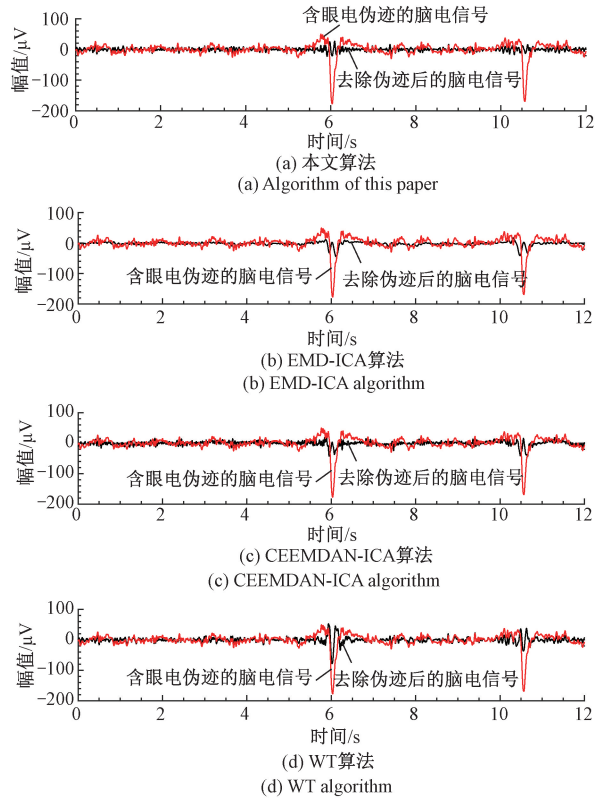 含眼电伪迹的脑电信号
100
0
−100
−200
幅值/μV
去除伪迹后的脑电信号
0 2 4 6 8 10 12
时间/s
(a) 本文算法
(a) Algorithm of this paper
100
0
−100
−200
幅值/μV
含眼电伪迹的脑电信号 去除伪迹后的脑电信号
0 2 4 6 8 10 12
时间/s
(b) EMD-ICA算法
(b) EMD-ICA algorithm
100
0
−100
−200
幅值/μV
含眼电伪迹的脑电信号 去除伪迹后的脑电信号
0 2 4 6 8 10 12
时间/s
(c) CEEMDAN-ICA算法
(c) CEEMDAN-ICA algorithm
100
0
−100
−200
幅值/μV
含眼电伪迹的脑电信号 去除伪迹后的脑电信号
0 2 4 6 8 10 12
时间/s
(d) WT算法
(d) WT algorithm